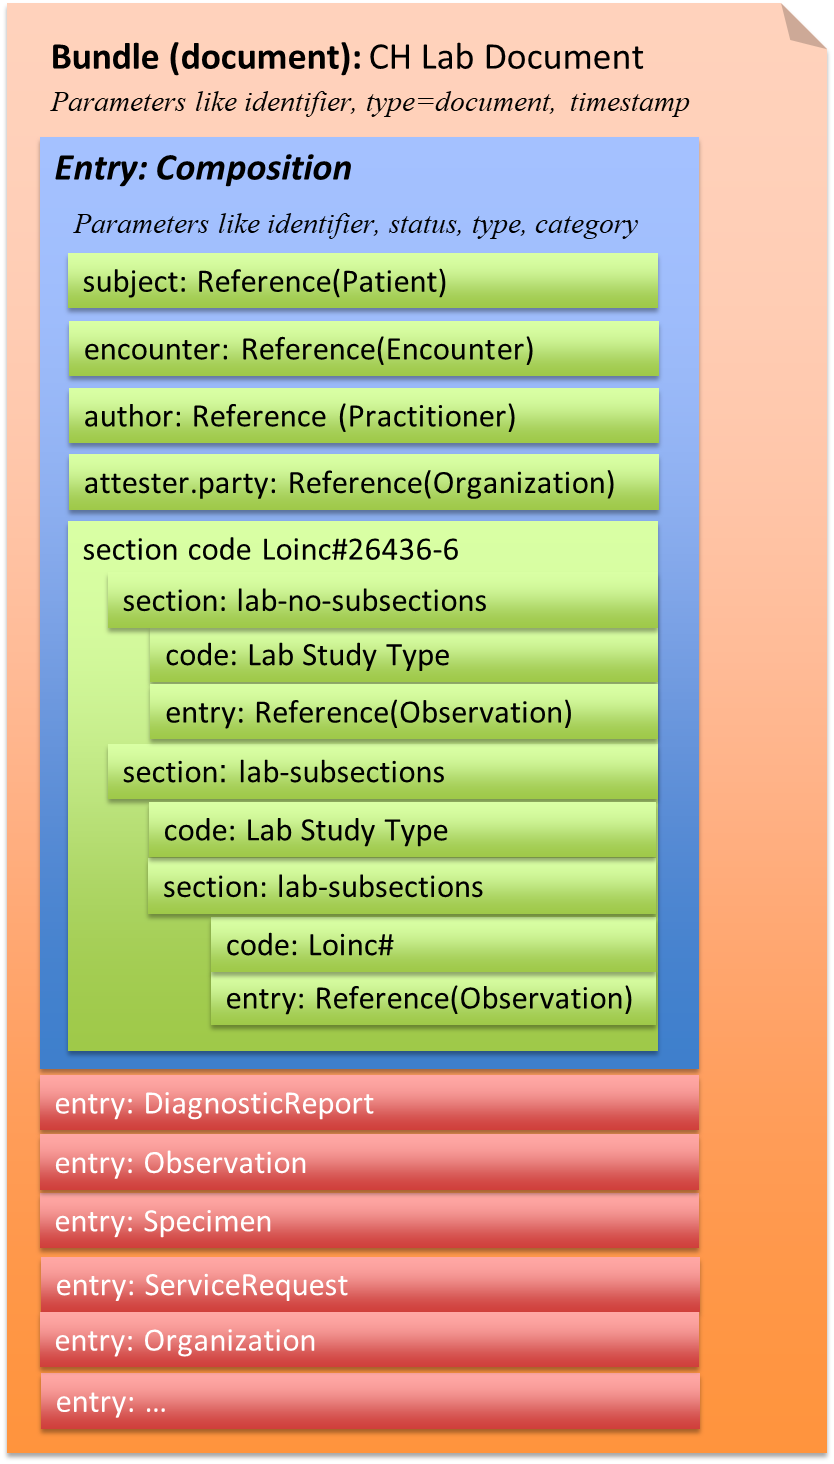 Bundle (document): CH Lab Document
Parameters like identifier, type=document, timestamp
Entry: Composition
Parameters like identifier, status, type, category
subject: Reference(Patient)
encounter: Reference(Encounter)
author: Reference (Practitioner)
attester.party: Reference(Organization)
section code Loinc#26436-6
section: lab-no-subsections
code: Lab Study Type
entry: Reference(Observation)
section: lab-subsections
code: Lab Study Type
section: lab-subsections
code: Loinc#
entry: Reference(Observation)
entry: DiagnosticReport
entry: Observation
entry: Specimen
entry: ServiceRequest
entry: Organization
entry: ...